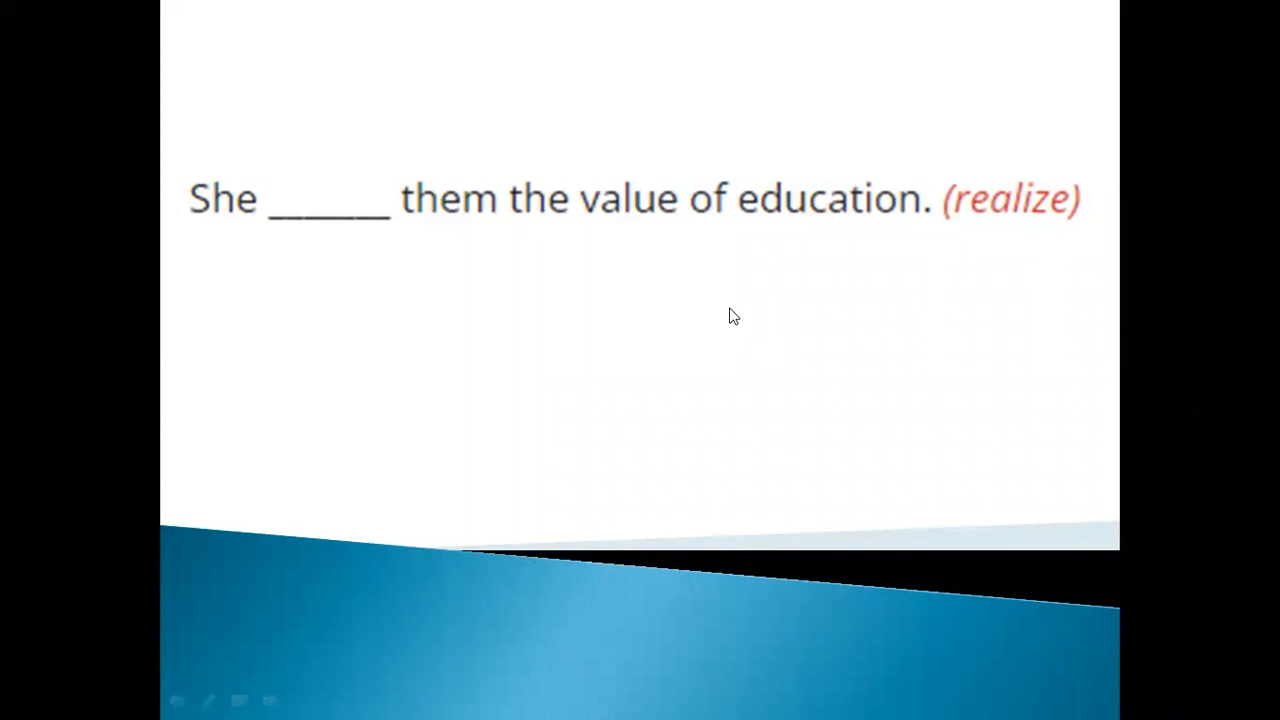 She _______ them the value of education. (realize)